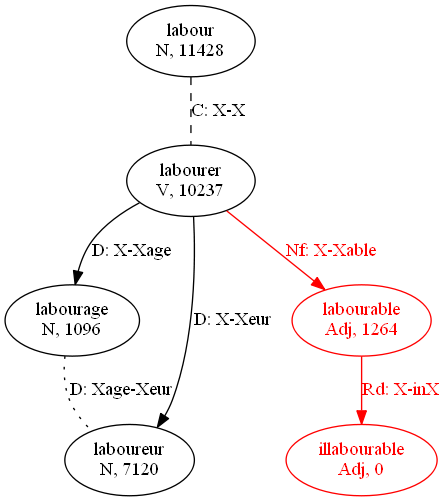 labour
N, 11428
C: X-X
labourer
V, 10237
D: X-Xage
Nf: X-Xable
labourage
N, 1096
D: X-Xeur
labourable
Adj, 1264
D: Xage-Xeur
Rd: X-inX
laboureur
N, 7120
illabourable
Adj, 0